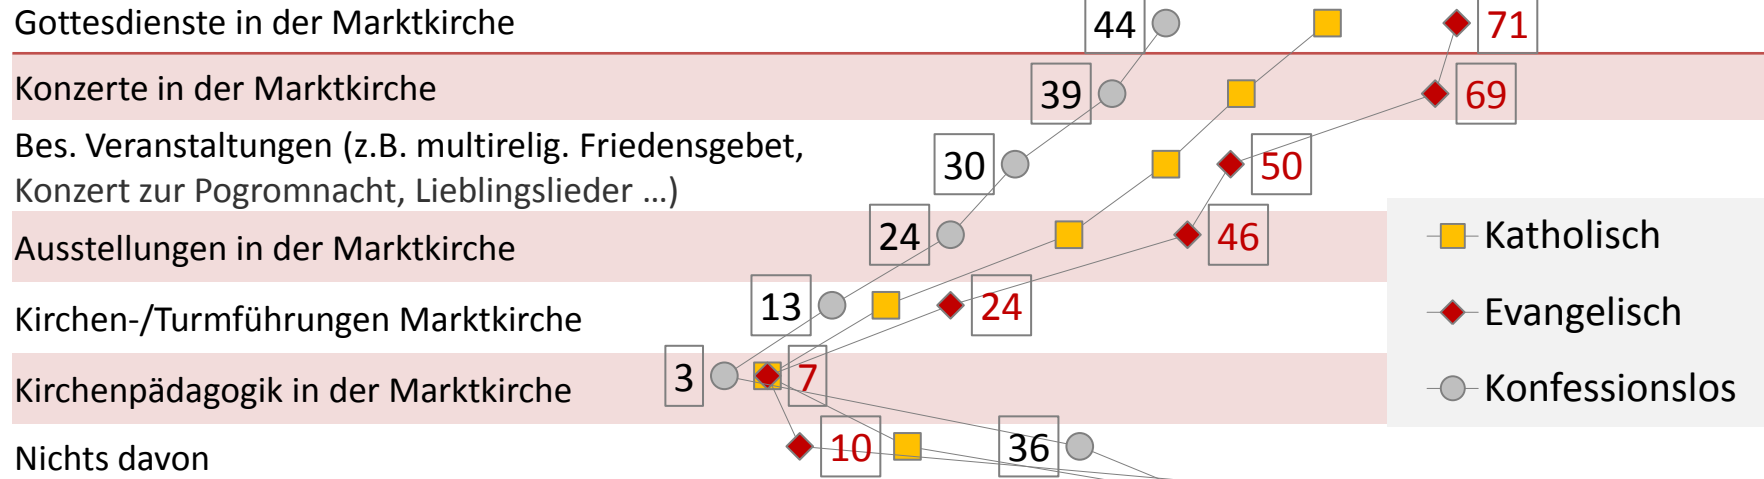 Gottesdienste in der Marktkirche 44 71
Konzerte in der Marktkirche 39 69
Bes. Veranstaltungen (z.B. multirelig. Friedensgebet,
Konzert zur Pogromnacht, Lieblingslieder ...) 30 50
Ausstellungen in der Marktkirche 24 46
Kirchen-/Turmführungen Marktkirche 13 24
Kirchenpädagogik in der Marktkirche 3 7
Nichts davon 10 36
Katholisch
Evangelisch
Konfessionslos